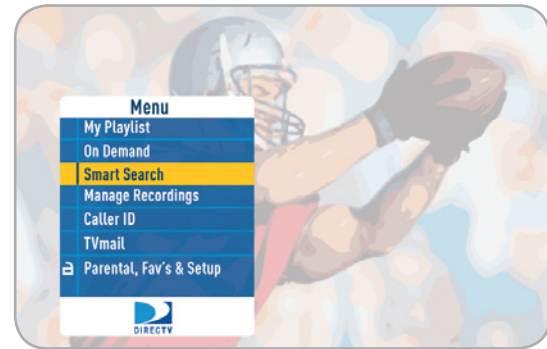 Menu
My Playlist
On Demand
Smart Search
Manage Recordings
Caller ID
TVmail
Parental, Fav's & Setup
DIRECTV